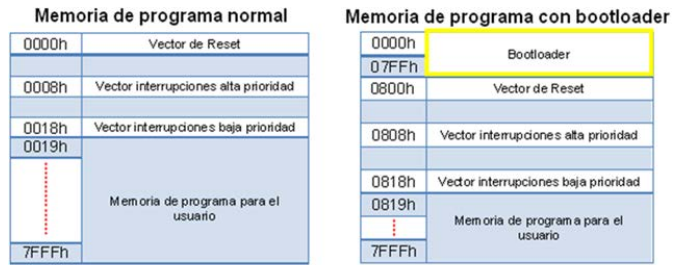 Memoria de programa normal
0000h Vector de Reset
0008h Vector interrupciones alta prioridad
0018h Vector interrupciones baja prioridad
0019h
Memoria de programa para el
usuario
7FFFh
Memoria de programa con bootloader
0000h
Bootloader
07FFh
0800h Vector de Reset
0808h Vector interrupciones alta prioridad
0818h Vector interrupciones baja prioridad
0819h
Memoria de programa para el
usuario
7FFFh